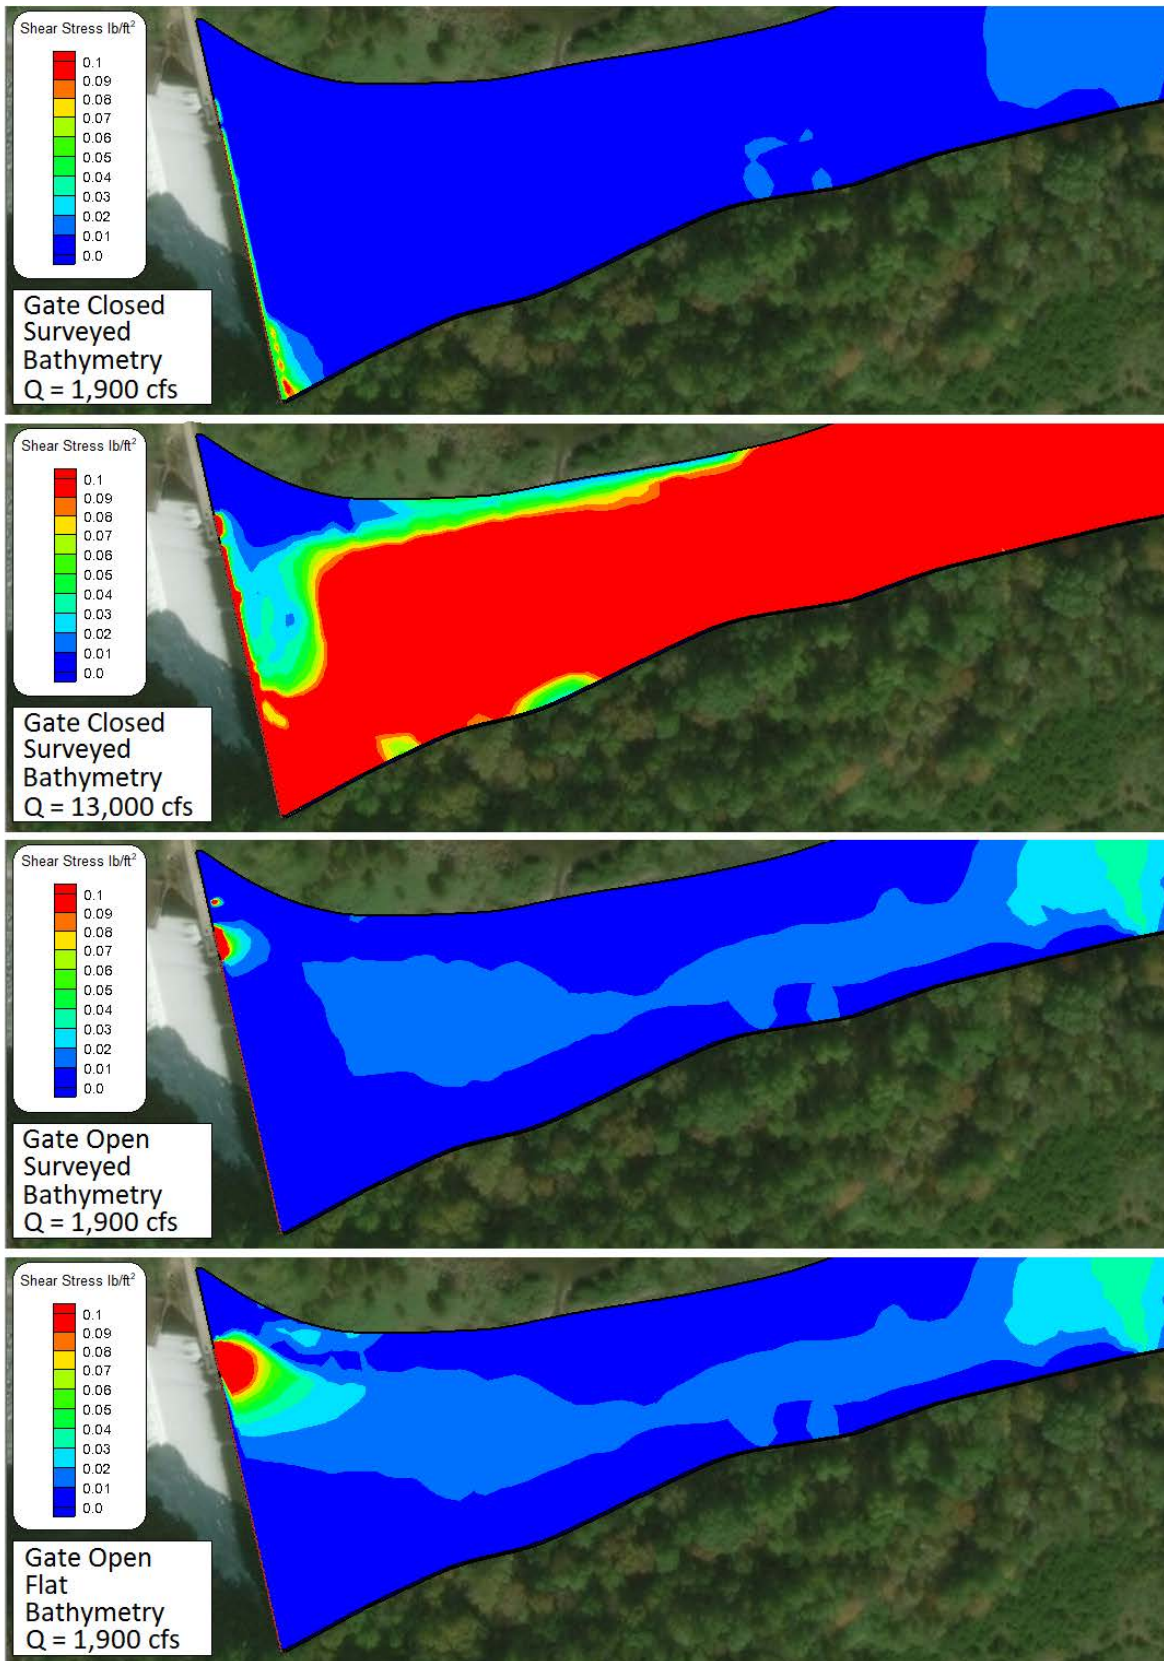 Shear Stress lb/ft²
0.1
0.09
0.08
0.07
0.06
0.05
0.04
0.03
0.02
0.01
0.0
Gate Closed
Surveyed
Bathymetry
Q = 1,900 cfs
Shear Stress lb/ft²
0.1
0.09
0.08
0.07
0.06
0.05
0.04
0.03
0.02
0.01
0.0
Gate Closed
Surveyed
Bathymetry
Q = 13,000 cfs
Shear Stress lb/ft²
0.1
0.09
0.08
0.07
0.06
0.05
0.04
0.03
0.02
0.01
0.0
Gate Open
Surveyed
Bathymetry
Q = 1,900 cfs
Shear Stress lb/ft²
0.1
0.09
0.08
0.07
0.06
0.05
0.04
0.03
0.02
0.01
0.0
Gate Open
Flat
Bathymetry
Q = 1,900 cfs